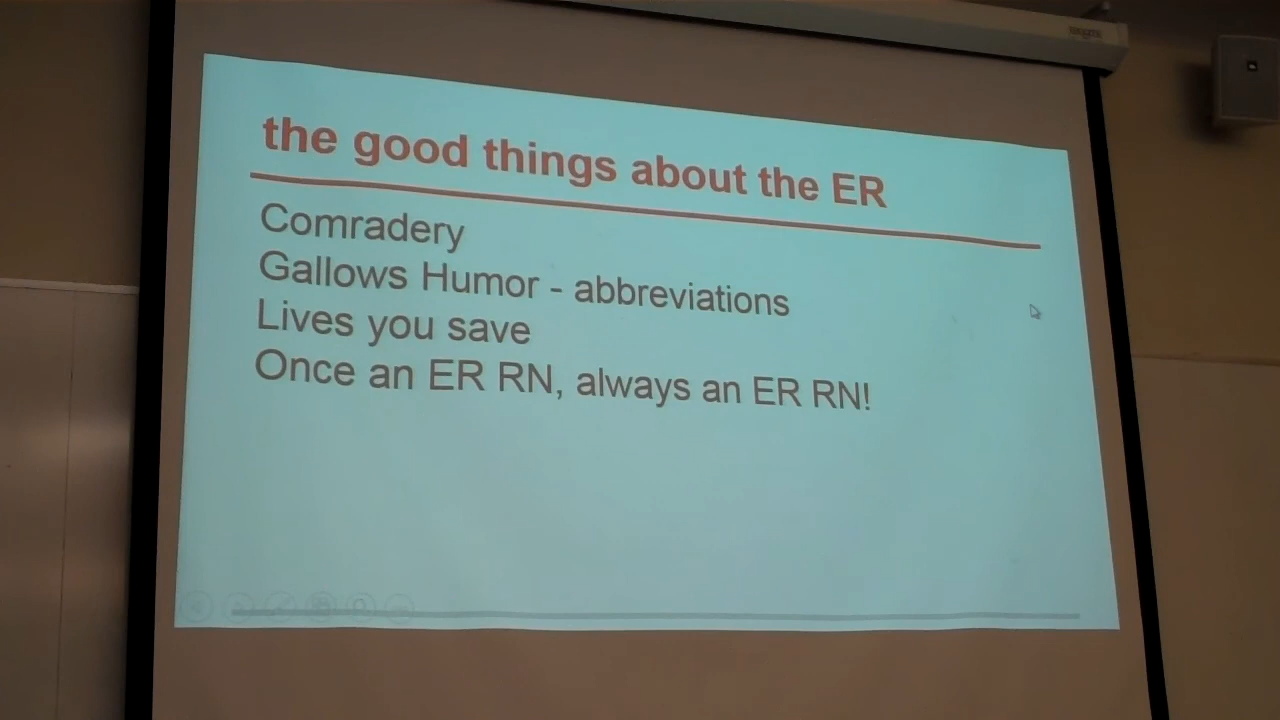 the good things about the ER
Comradery
Gallows Humor - abbreviations
Lives you save
Once an ER RN, always an ER RN!